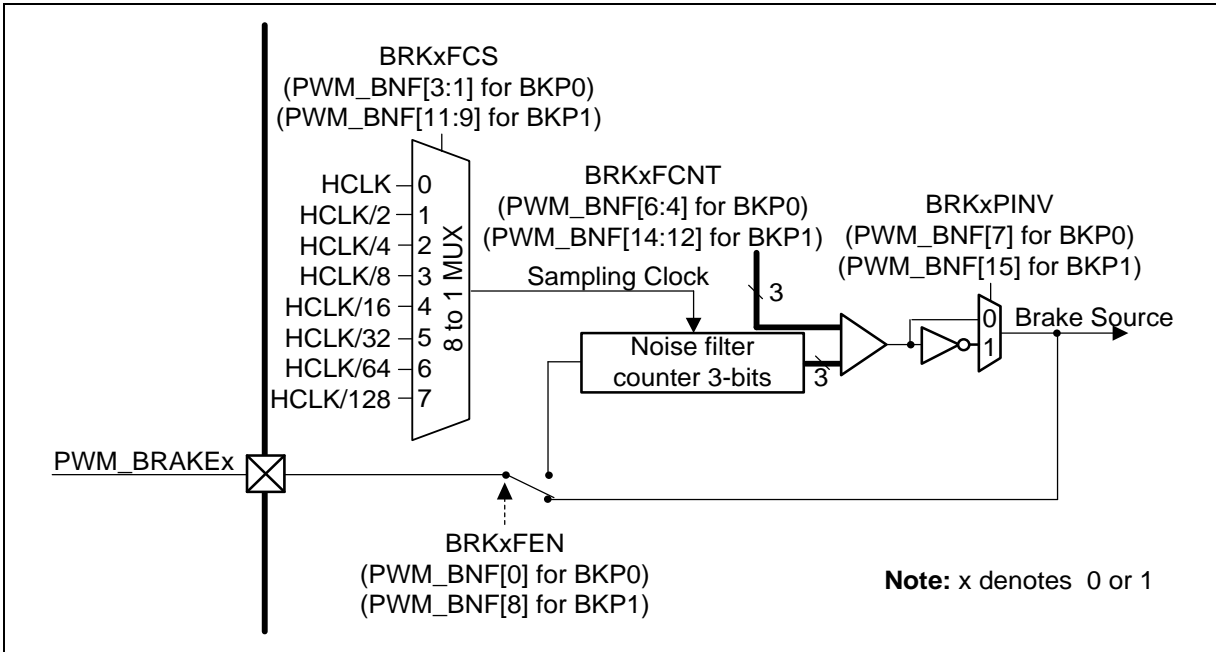 BRKxFCS
(PWM_BNF[3:1] for BKP0)
(PWM_BNF[11:9] for BKP1)
HCLK
0
HCLK/2
1
HCLK/4
2
HCLK/8
3
HCLK/16
4
HCLK/32
5
HCLK/64
6
HCLK/128
7
8 to 1 MUX
BRKxFCNT
(PWM_BNF[6:4] for BKP0)
(PWM_BNF[14:12] for BKP1)
BRKxPINV
(PWM_BNF[7] for BKP0)
(PWM_BNF[15] for BKP1)
Sampling Clock
3
Noise filter
counter 3-bits
3
0
1
Brake Source
PWM_BRAKEx
BRKxFEN
(PWM_BNF[0] for BKP0)
(PWM_BNF[8] for BKP1)
Note: x denotes 0 or 1